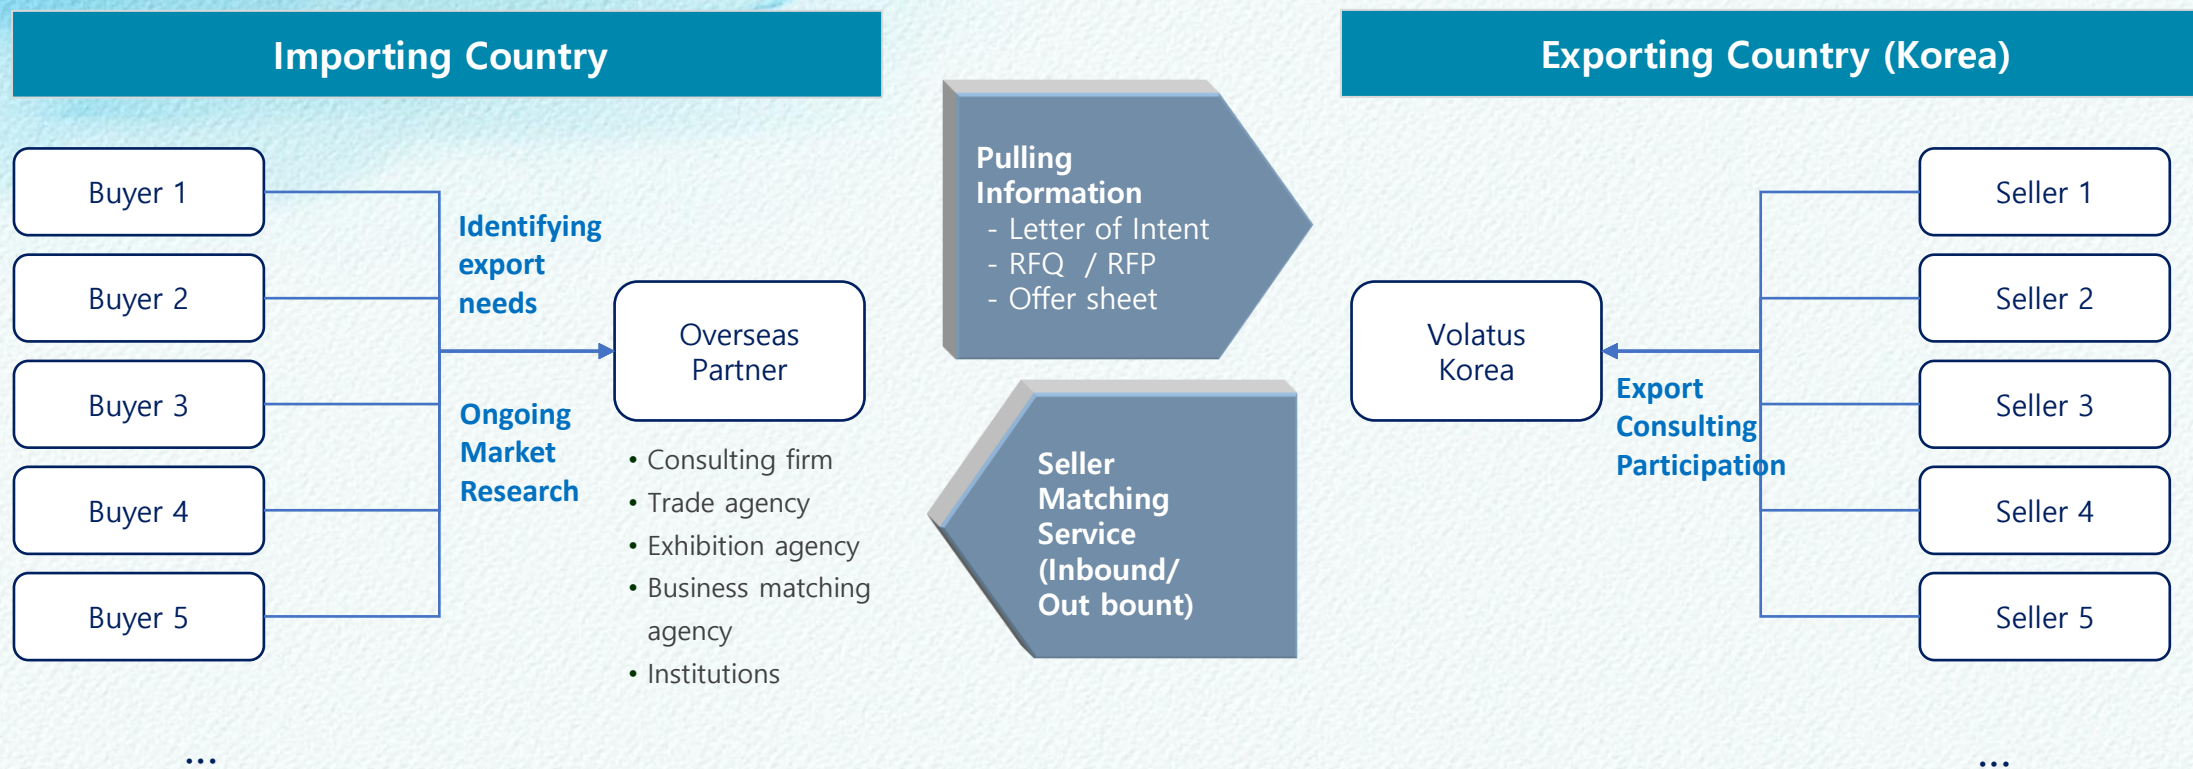 Importing Country
Exporting Country (Korea)
Buyer 1
Buyer 2
Buyer 3
Buyer 4
Buyer 5
...
Identifying
export
needs
Ongoing
Market
Research
Overseas
Partner
• Consulting firm
• Trade agency
• Exhibition agency
• Business matching
agency
• Institutions
Pulling
Information
- Letter of Intent
- RFQ / RFP
- Offer sheet
Seller
Matching
Service
(Inbound/
Out bount)
Volatus
Korea
Export
Consulting
Participation
Seller 1
Seller 2
Seller 3
Seller 4
Seller 5
...